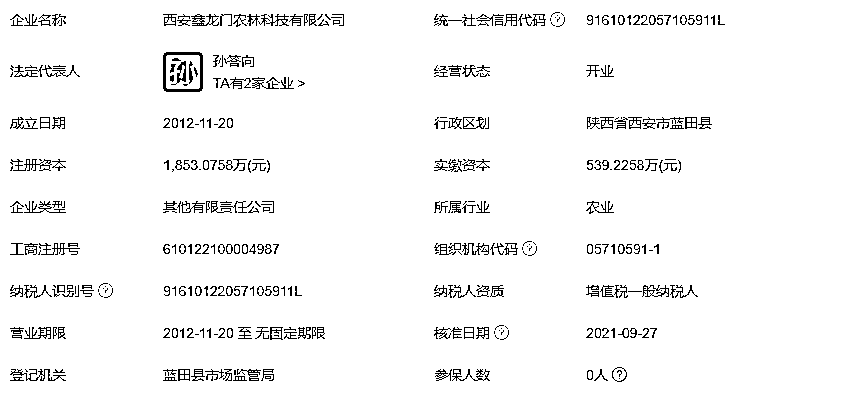 企业名称 西安鑫龙门农林科技有限公司 统一社会信用代码 ? 91610122057105911L
法定代表人 孙 孙答向 经营状态 开业
TA有2家企业 >
成立日期 2012-11-20 行政区划 陕西省西安市蓝田县
注册资本 1,853.0758万(元) 实缴资本 539.2258万(元)
企业类型 其他有限责任公司 所属行业 农业
工商注册号 610122100004987 组织机构代码 ? 05710591-1
纳税人识别号 ? 91610122057105911L 纳税人资质 增值税一般纳税人
营业期限 2012-11-20 至 无固定期限 核准日期 ? 2021-09-27
登记机关 蓝田县市场监管局 参保人数 0人 ?